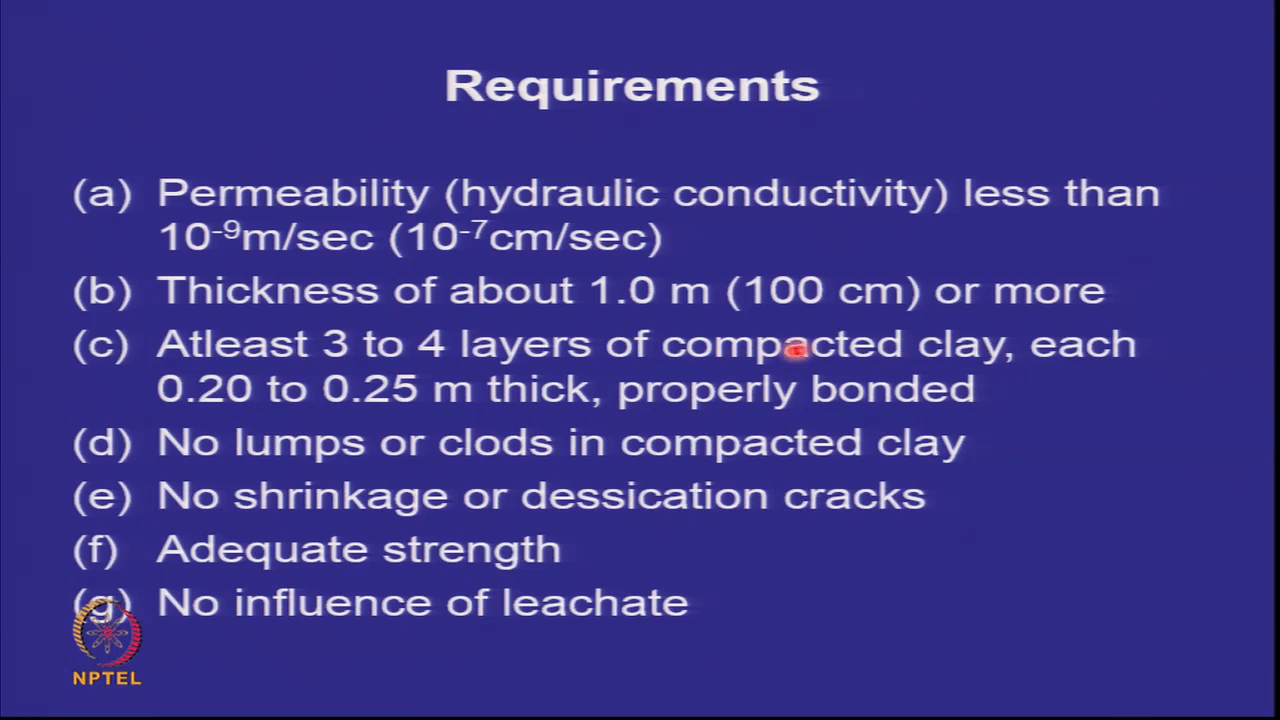 Requirements
(a) Permeability (hydraulic conductivity) less than
10⁻⁹m/sec (10⁻⁷cm/sec)
(b) Thickness of about 1.0 m (100 cm) or more
(c) Atleast 3 to 4 layers of compacted clay, each
0.20 to 0.25 m thick, properly bonded
(d) No lumps or clods in compacted clay
(e) No shrinkage or dessication cracks
(f) Adequate strength
(g) No influence of leachate
NPTEL